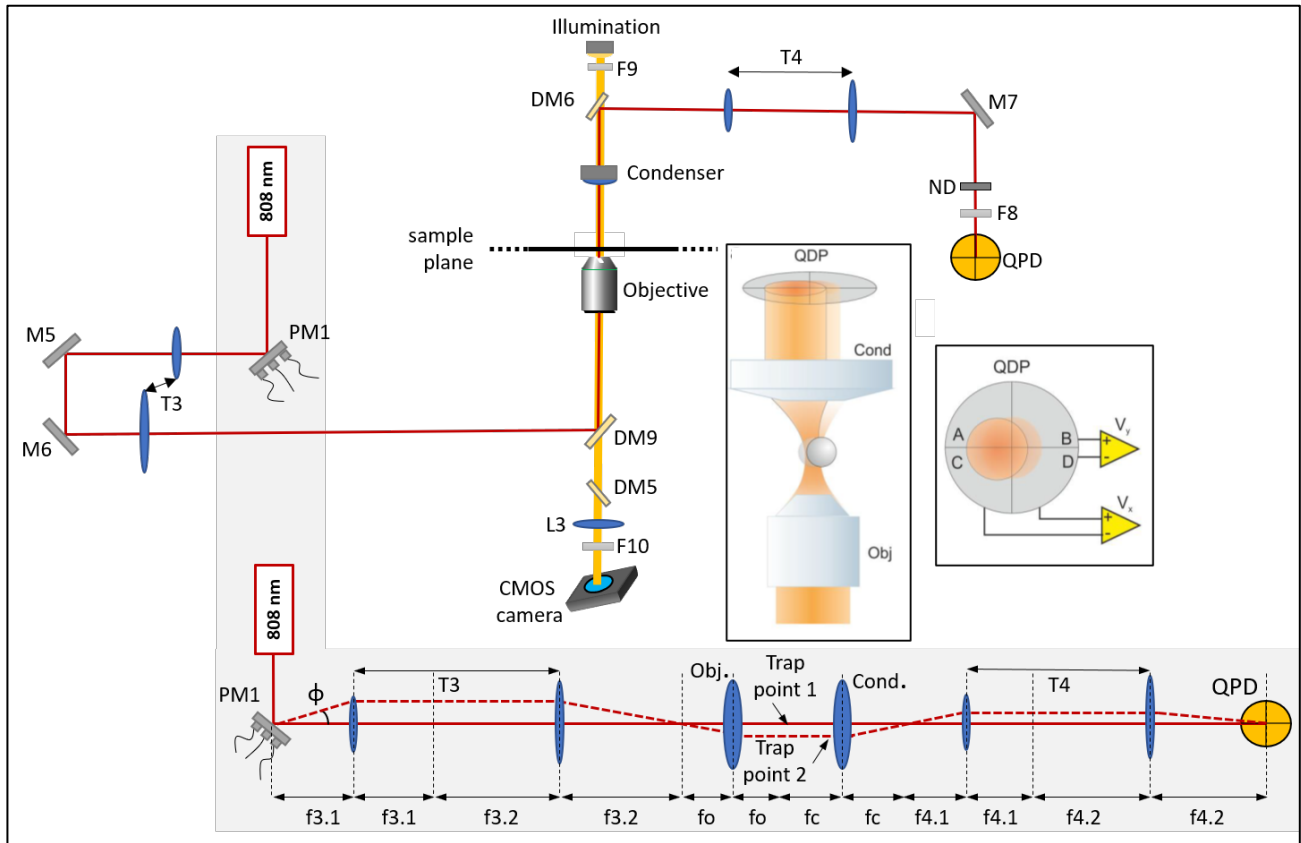 Illumination
F9
T4
DM6
M7
808 nm
Condenser
ND
F8
sample
plane
QPD
QDP
Objective
M5
PM1
Cond
QDP
T3
A
B
Vy
C
D
M6
DM9
Vx
DM5
L3
Obj
F10
CMOS
camera
808 nm
Obj.
Trap
point 1
Cond.
T3
T4
QPD
PM1
ϕ
Trap
point 2
f3.1
f3.1
f3.2
f3.2
fo
fo
fc
fc
f4.1
f4.1
f4.2
f4.2